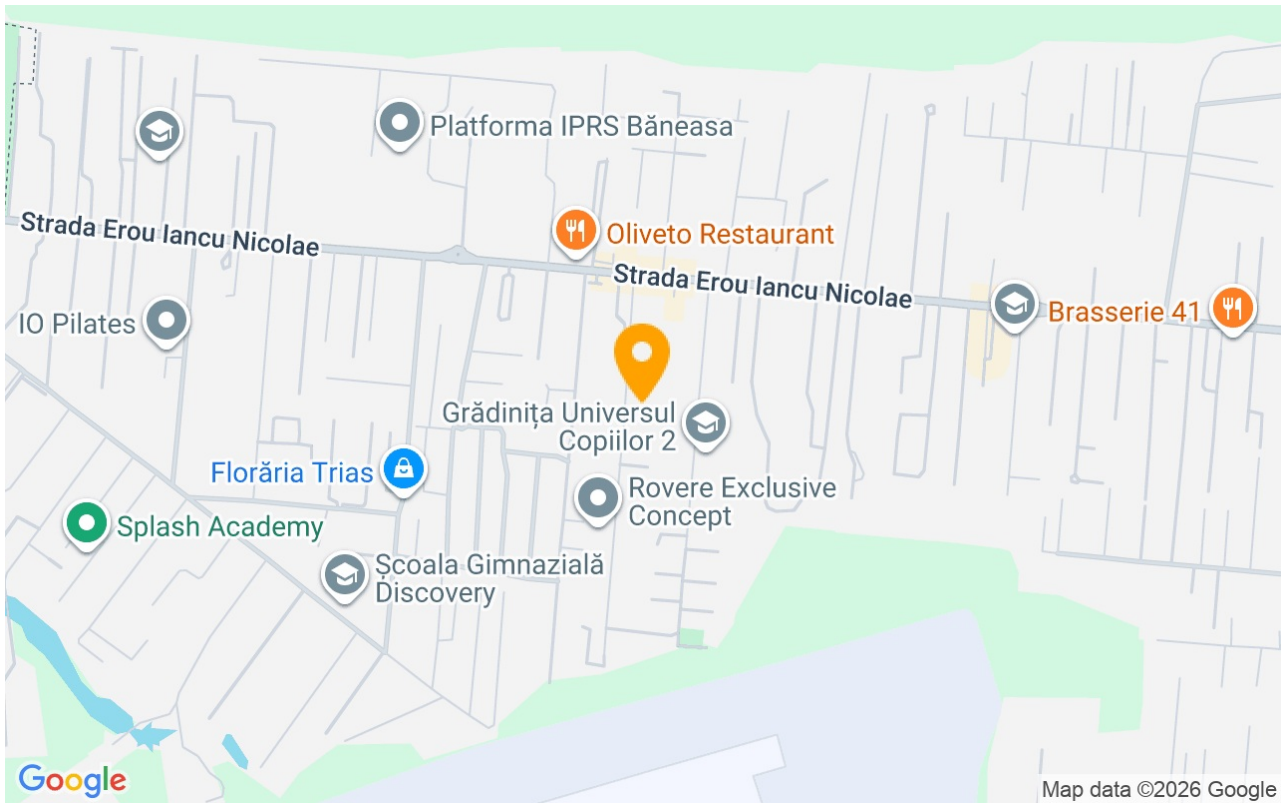 Platforma IPRS Băneasa
Strada Erou Iancu Nicolae
Oliveto Restaurant
Strada Erou Iancu Nicolae
IO Pilates
Brasserie 41
Grădinița Universul
Copiilor 2
Florăria Trias
Rovere Exclusive
Concept
Splash Academy
Școala Gimnazială
Discovery
Google
Map data ©2026 Google